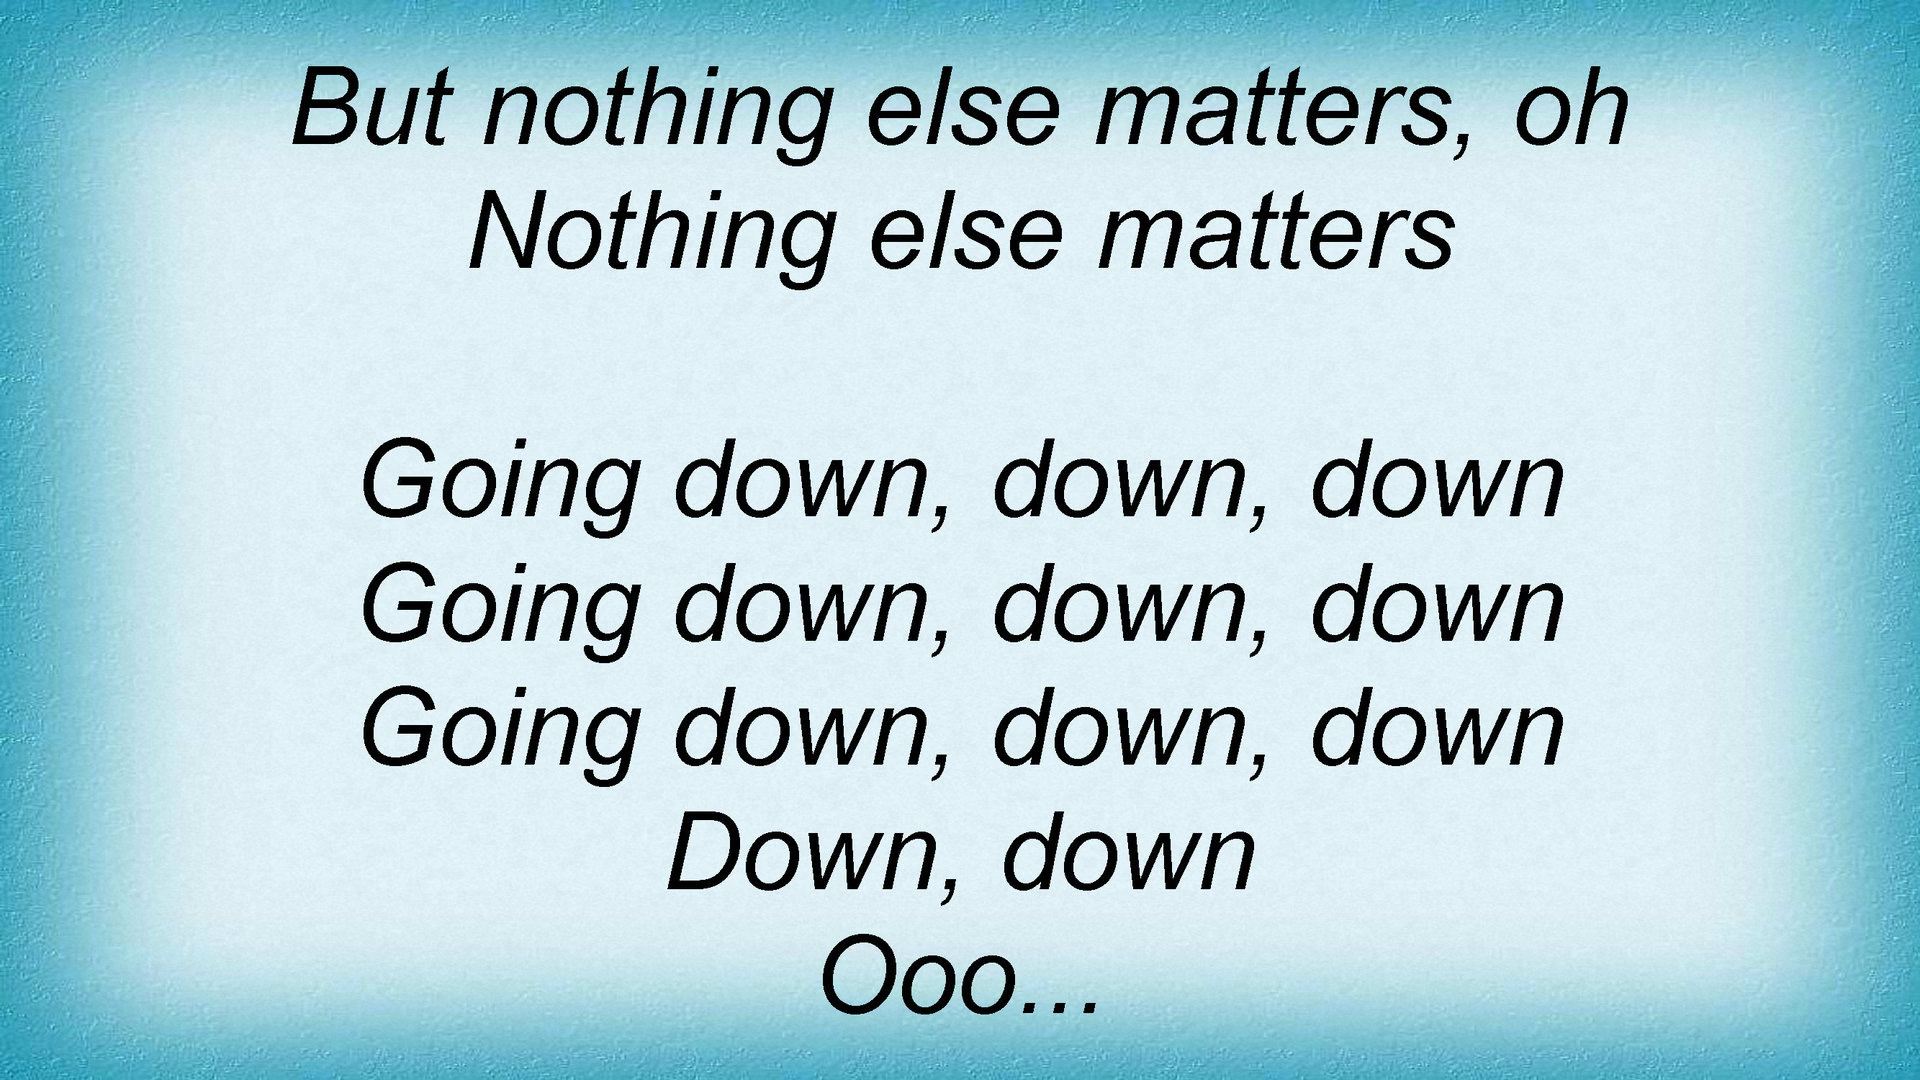 But nothing else matters, oh
Nothing else matters
Going down, down, down
Going down, down, down
Going down, down, down
Down, down
Ooo...